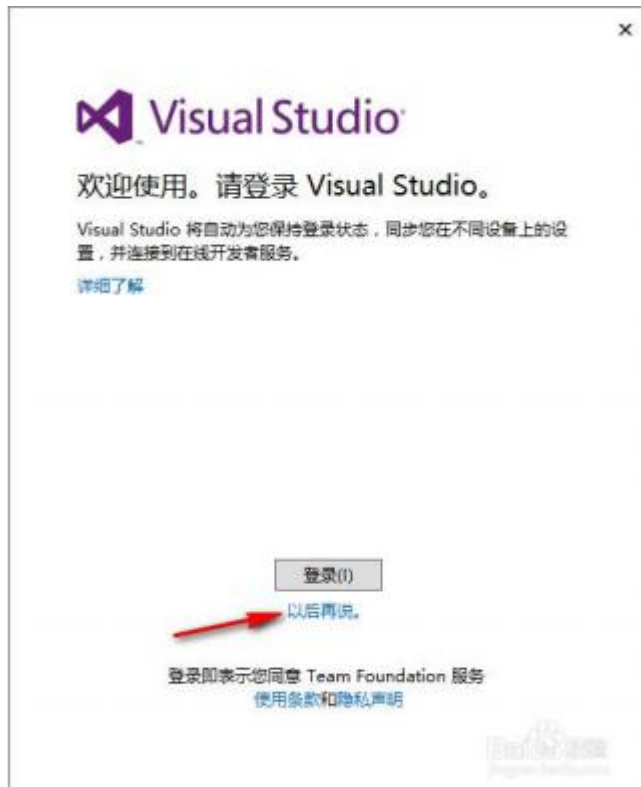 Visual Studio
欢迎使用。请登录 Visual Studio。
Visual Studio 将自动为您保持登录状态，同步您在不同设备上的设
置，并连接到在线开发者服务。
详细了解
登录(I)
以后再说。
登录即表示您同意 Team Foundation 服务
使用条款和隐私声明